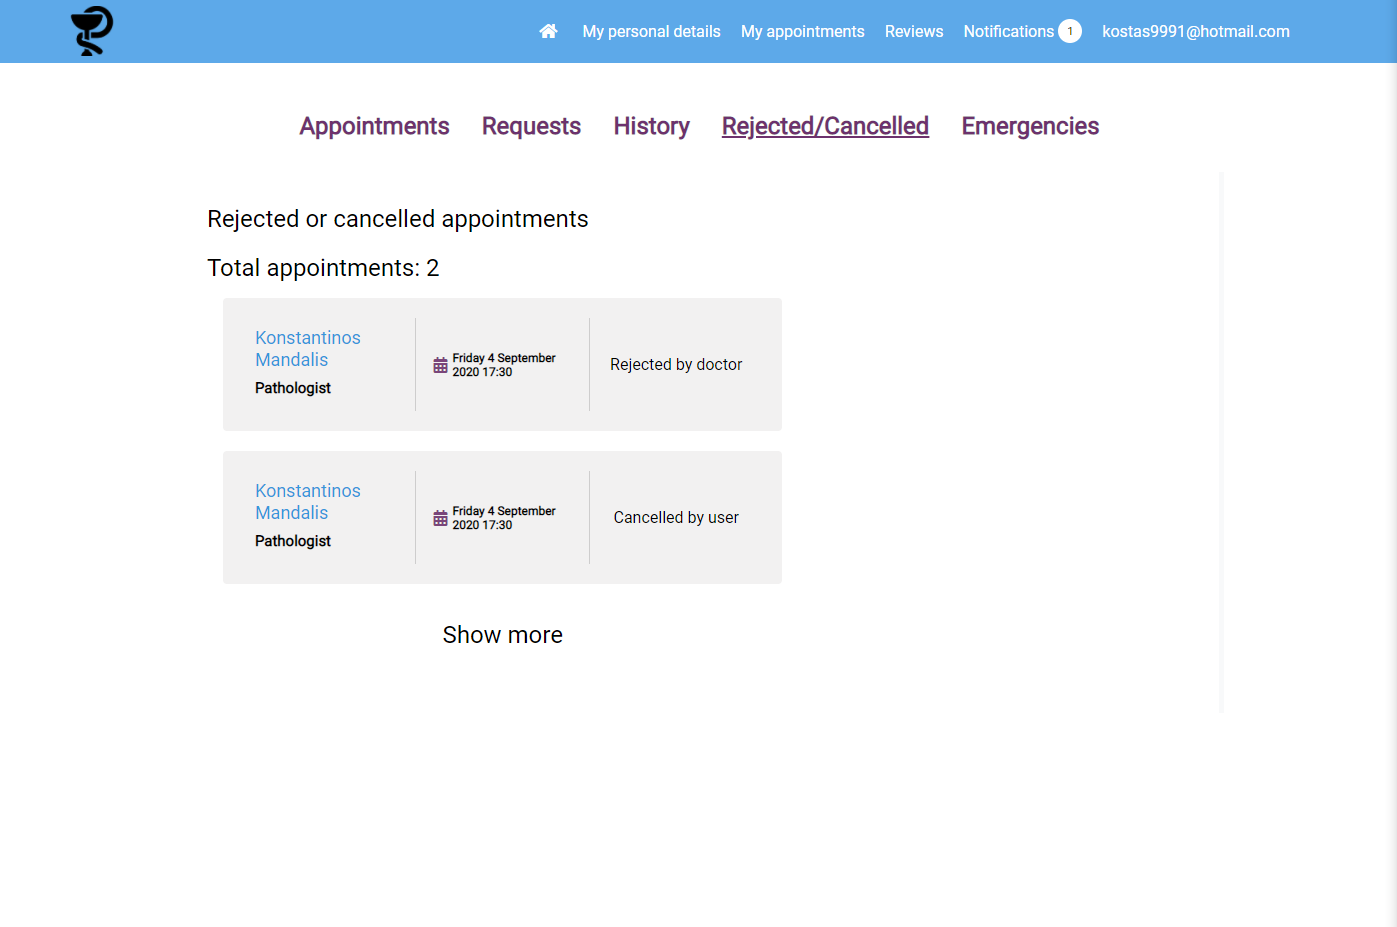 My personal details My appointments Reviews Notifications 1 kostas9991@hotmail.com
Appointments Requests History Rejected/Cancelled Emergencies
Rejected or cancelled appointments
Total appointments: 2
Konstantinos
Mandalis
Pathologist
Friday 4 September
2020 17:30
Rejected by doctor
Konstantinos
Mandalis
Pathologist
Friday 4 September
2020 17:30
Cancelled by user
Show more